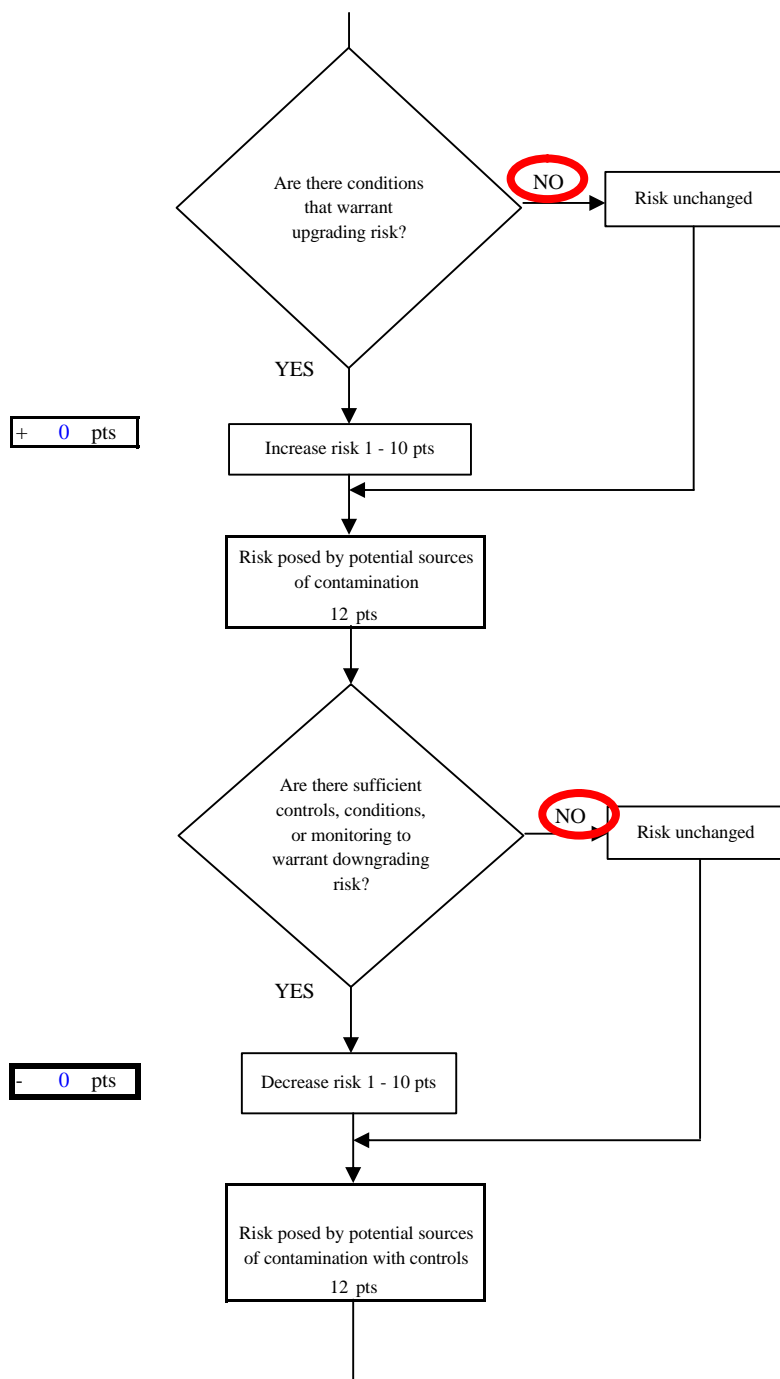 Are there conditions
that warrant
upgrading risk?
NO
Risk unchanged
YES
+ 0 pts
Increase risk 1 - 10 pts
Risk posed by potential sources
of contamination
12 pts
Are there sufficient
controls, conditions,
or monitoring to
warrant downgrading
risk?
NO
Risk unchanged
YES
- 0 pts
Decrease risk 1 - 10 pts
Risk posed by potential sources
of contamination with controls
12 pts